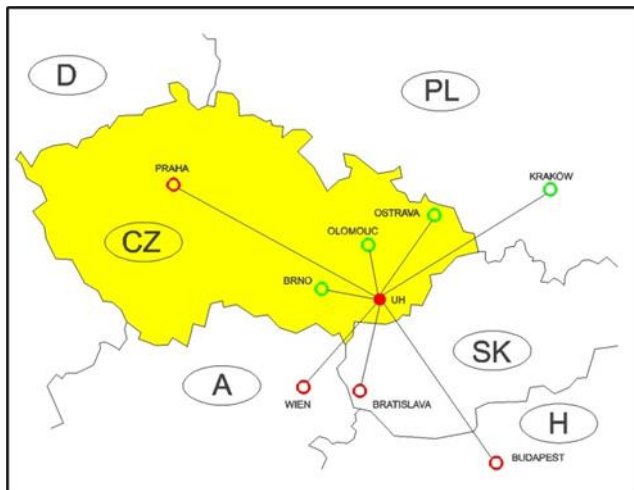 D
PL
PRAHA
KRAKÓW
OSTRAVA
OLOMOUC
CZ
BRNO
UH
SK
A
WIEN
BRATISLAVA
H
BUDAPEST